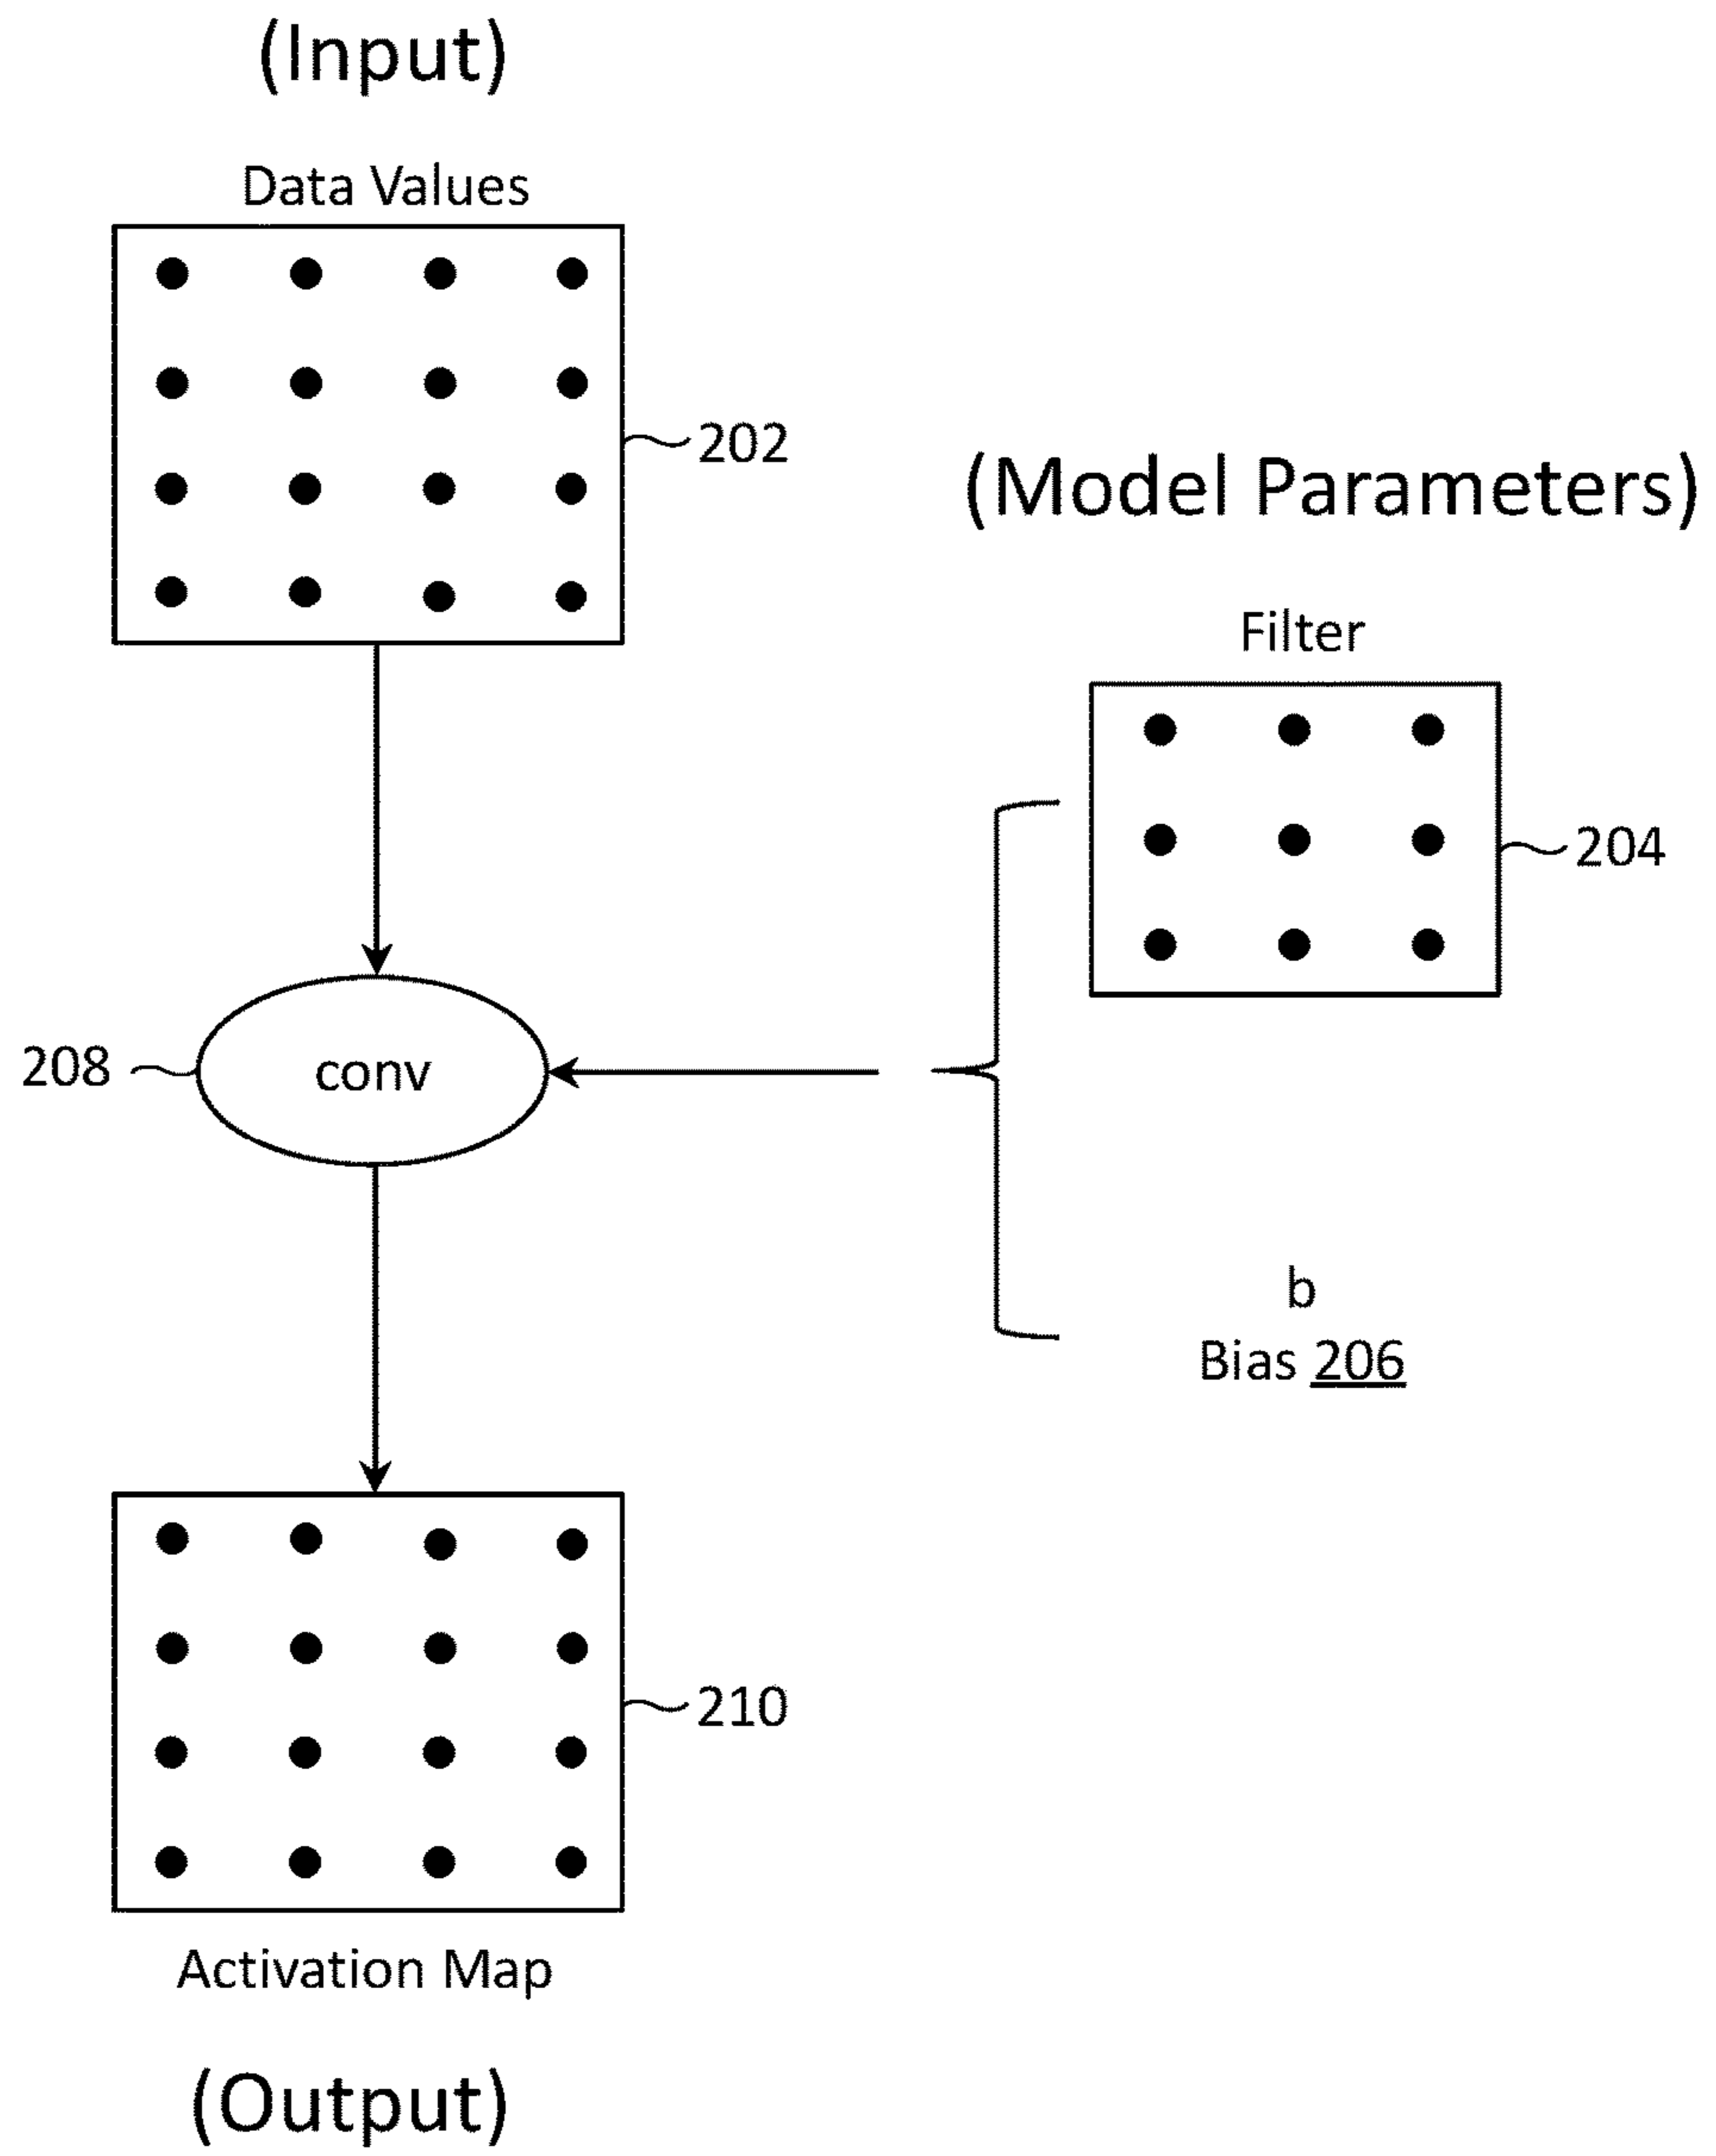 (Input)
Data Values
202
(Model Parameters)
Filter
204
208
conv
b
Bias 206
210
Activation Map
(Output)